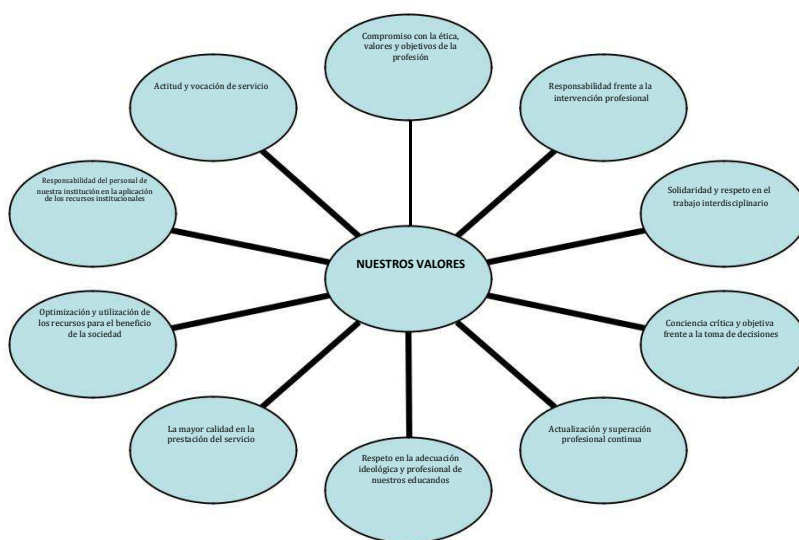 Compromiso con la ética,
valores y objetivos de la
profesión
Actitud y vocación de servicio
Responsabilidad frente a la
intervención profesional
Responsabilidad del personal de
nuestra institución en la aplicación
de los recursos institucionales
Solidaridad y respeto en el
trabajo interdisciplinario
NUESTROS VALORES
Optimización y utilización de
los recursos para el beneficio
de la sociedad
Conciencia crítica y objetiva
frente a la toma de decisiones
La mayor calidad en la
prestación del servicio
Actualización y superación
profesional continua
Respeto en la adecuación
ideológica y profesional de
nuestros educandos